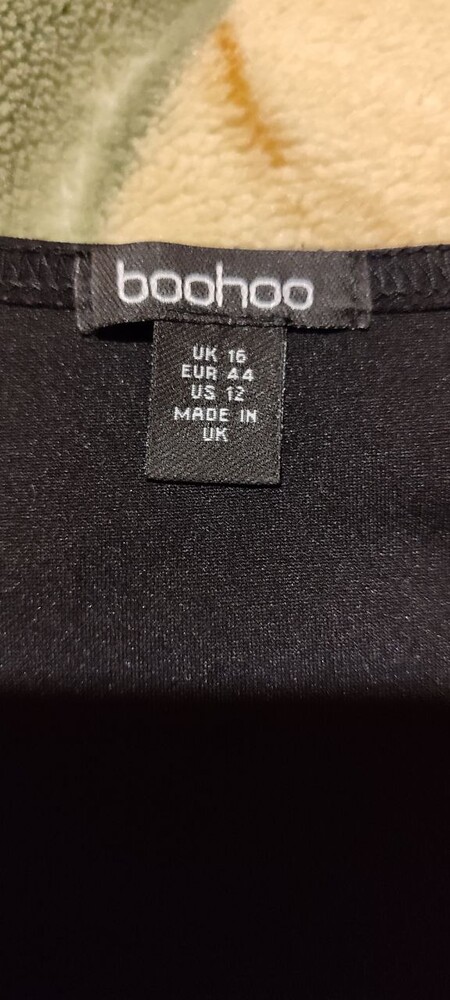 boohoo
UK 16
EUR 44
US 12
MADE IN
UK